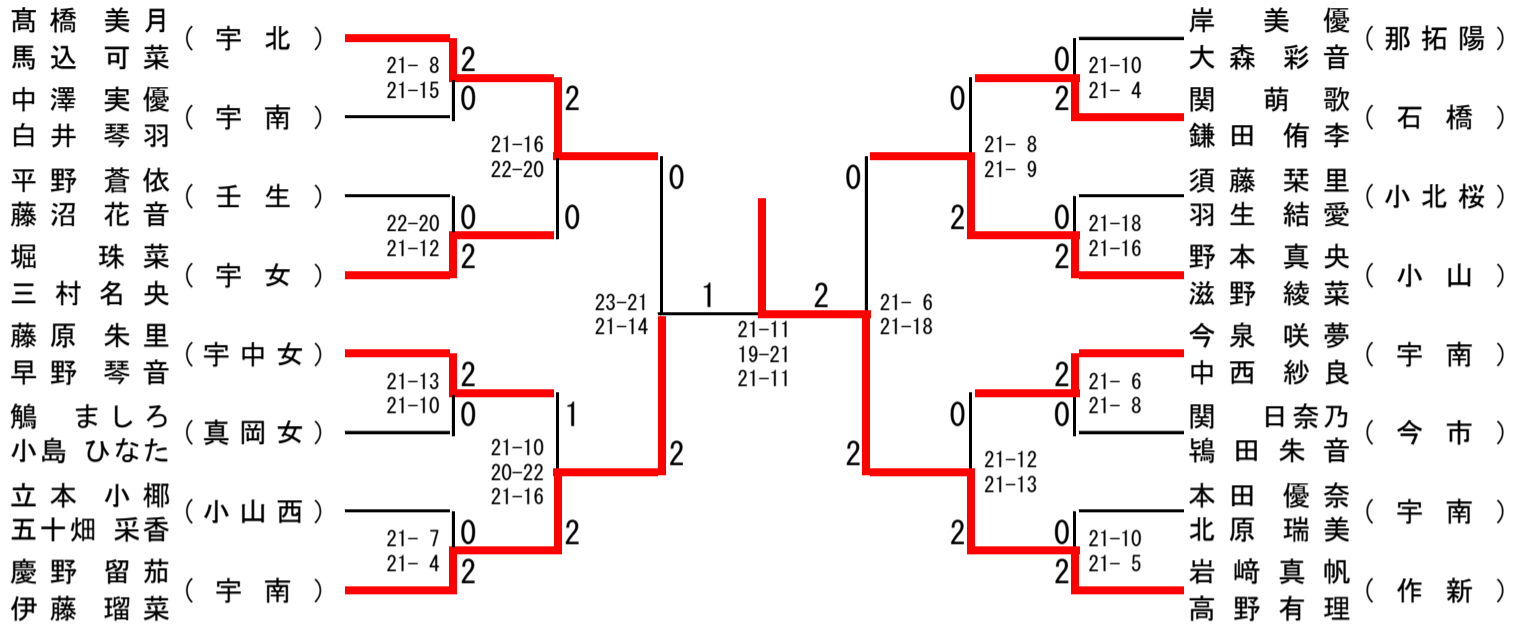 髙橋 美月
馬込 可菜
(宇北)
中澤 実優
白井 琴羽
(宇南)
平野 蒼依
藤沼 花音
(壬生)
堀 珠菜
三村名央
(宇女)
藤原 朱里
早野 琴音
(宇中女)
鵤 ましろ
小島 ひなた
(真岡女)
立本 小椰
五十畑 采香
(小山西)
慶野 留茄
伊藤 瑠菜
(宇南)
21- 8
21-15
2
0
22-20
21-12
0
2
21-13
21-10
2
0
21- 7
21- 4
0
2
21-16
22-20
2
0
21-10
20-22
21-16
1
2
23-21
21-14
0
2
1
2
21-11
19-21
21-11
0
2
21- 6
21-18
0
2
21- 8
21- 9
0
2
21-12
21-13
0
2
21-10
21- 4
0
2
21-18
21-16
2
0
21- 6
21- 8
0
2
21-10
21- 5
岸 美優
大森 彩音
(那拓陽)
関 萌歌
鎌田 侑李
(石橋)
須藤 栞里
羽生 結愛
(小北桜)
野本 真央
滋野 綾菜
(小山)
今泉 咲夢
中西 紗良
(宇南)
関 日奈乃
鴇田 朱音
(今市)
本田 優奈
北原 瑞美
(宇南)
岩﨑 真帆
高野 有理
(作新)